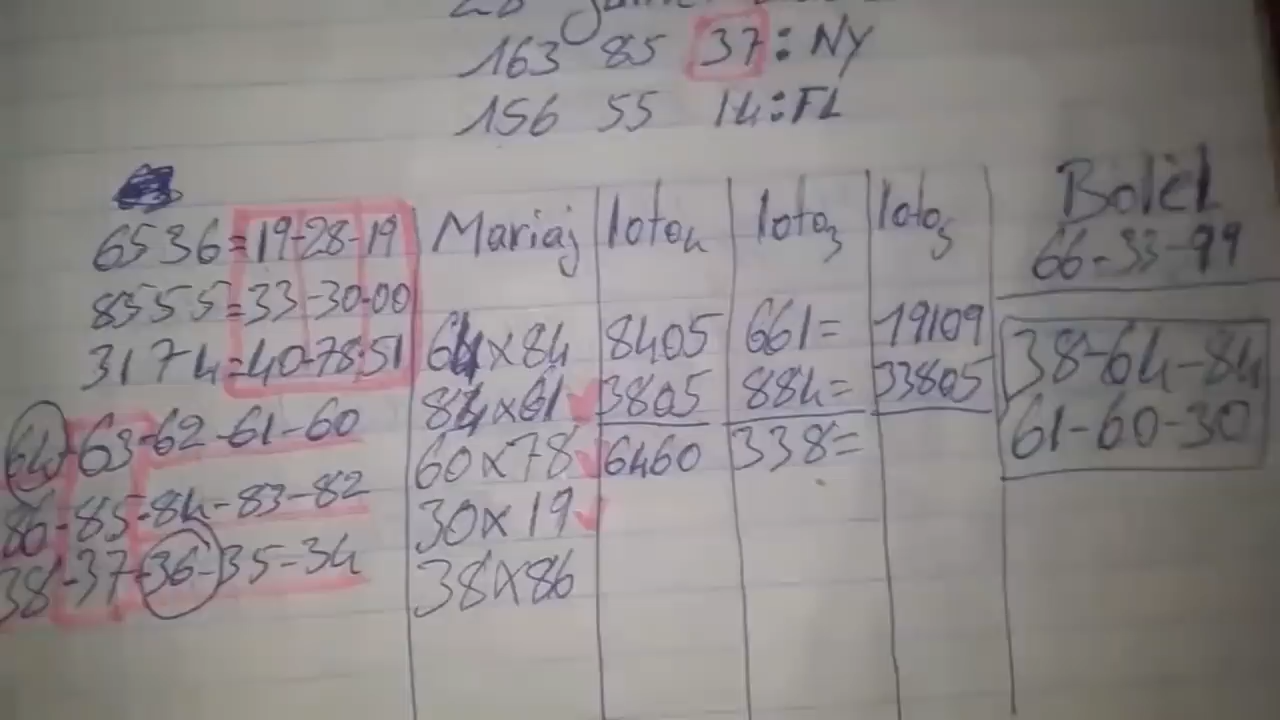 163 85 37: NY
156 55 14: FL
6536=19-28-19
8555=33-30-00
3174=40-78-51
64-63-62-61-60
86-85-84-83-82
38-37-36-35-34
Mariaj
64x84
84x61
60x78
30x19
38x86
loto4
8405
3805
6460
loto3
661=
884=
338=
loto5
19109
33805
Bolèt
66-33-99
38-64-84
61-60-30